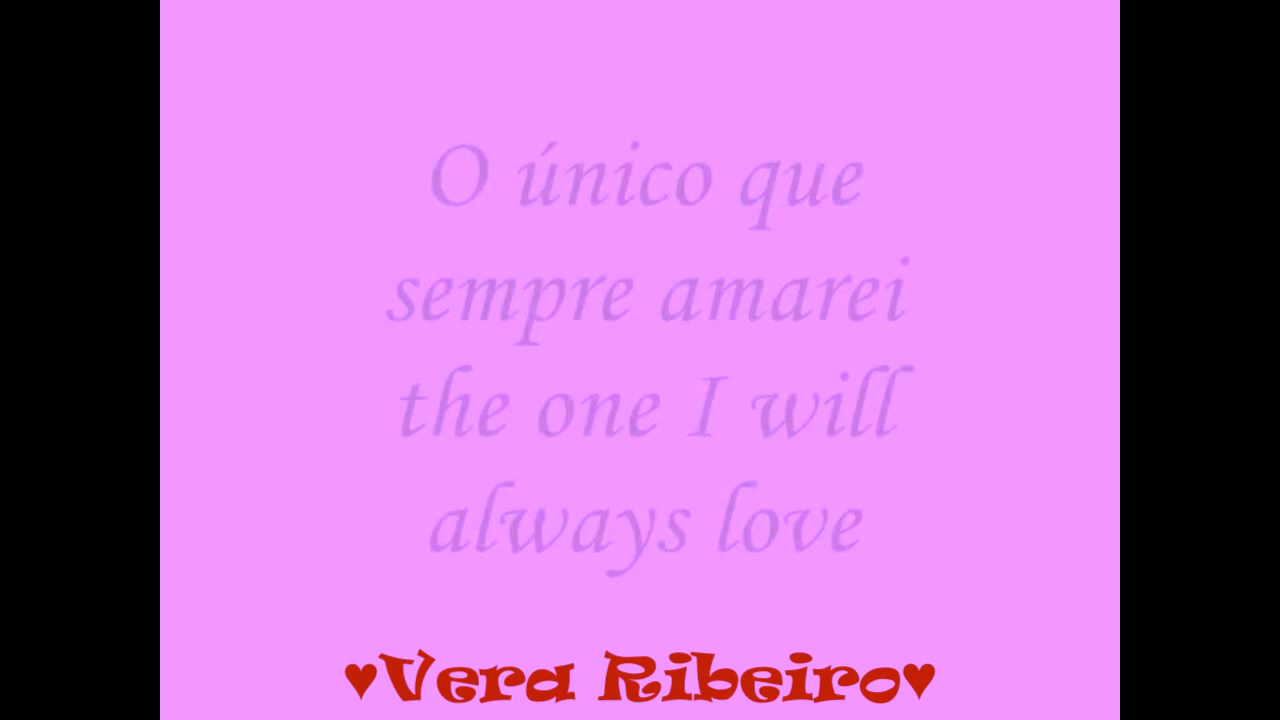 O único que
sempre amarei
the one I will
always love
♥Vera Ribeiro♥